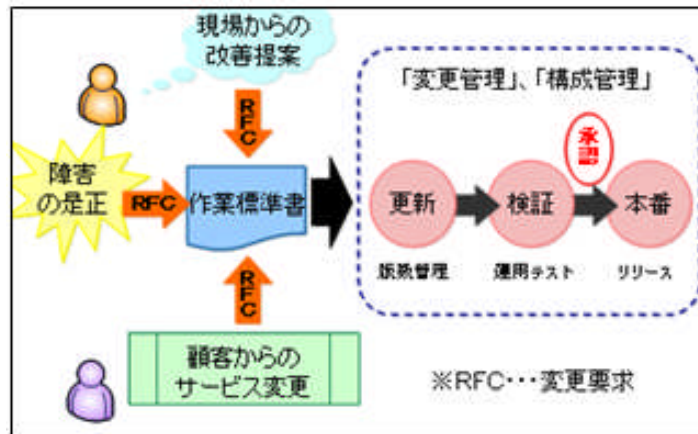 現場からの
改善提案
「変更管理」、「構成管理」
RFC
承認
障害
の是正
RFC
作業標準書
更新
検証
本番
版数管理
運用テスト
リリース
RFC
顧客からの
サービス変更
※RFC・・・変更要求